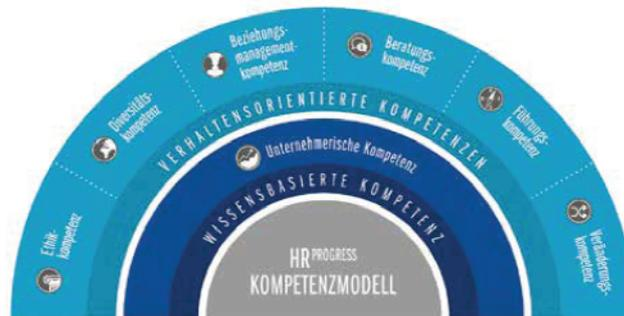 Ethik-
kompetenz
Diversitäts-
kompetenz
Beziehungs-
management-
kompetenz
Beratungs-
kompetenz
Führungs-
kompetenz
Veränderungs-
kompetenz
VERHALTENSORIENTIERTE KOMPETENZEN
Unternehmerische Kompetenz
WISSENSBASIERTE KOMPETENZ
HR PROGRESS
KOMPETENZMODELL